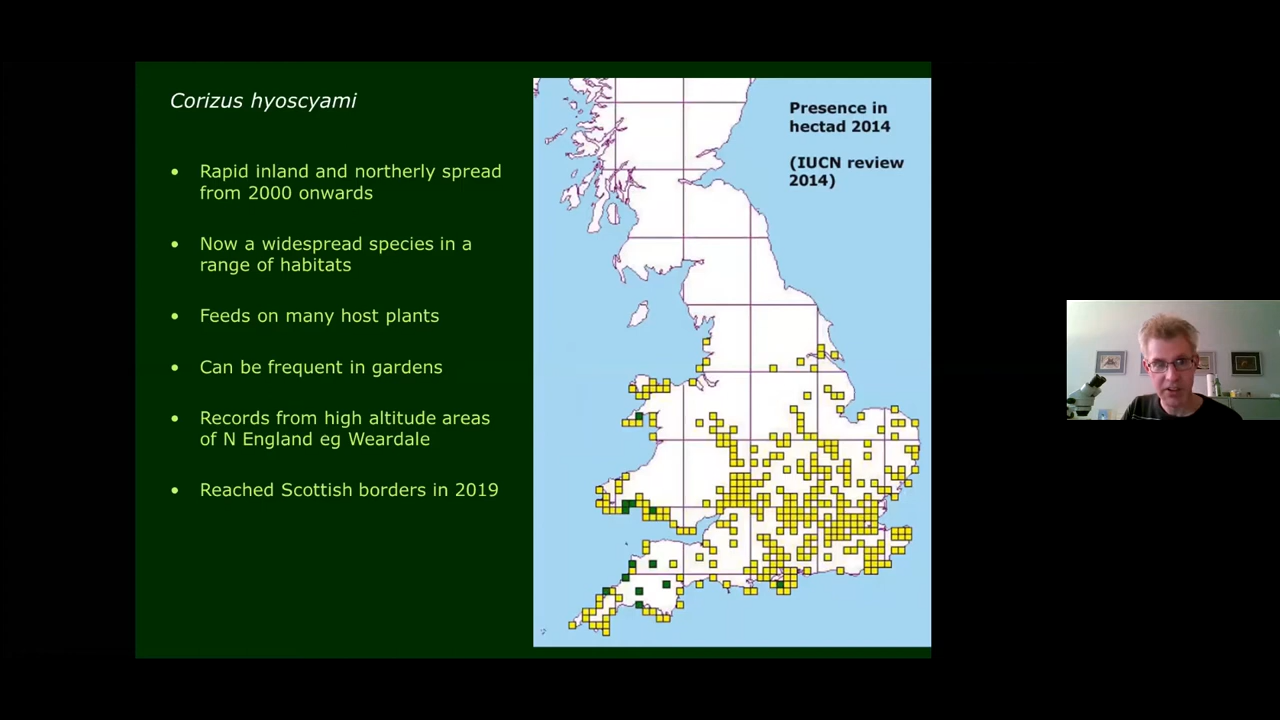 Corizus hyoscyami
• Rapid inland and northerly spread
from 2000 onwards
• Now a widespread species in a
range of habitats
• Feeds on many host plants
• Can be frequent in gardens
• Records from high altitude areas
of N England eg Weardale
• Reached Scottish borders in 2019
Presence in
hectad 2014
(IUCN review
2014)